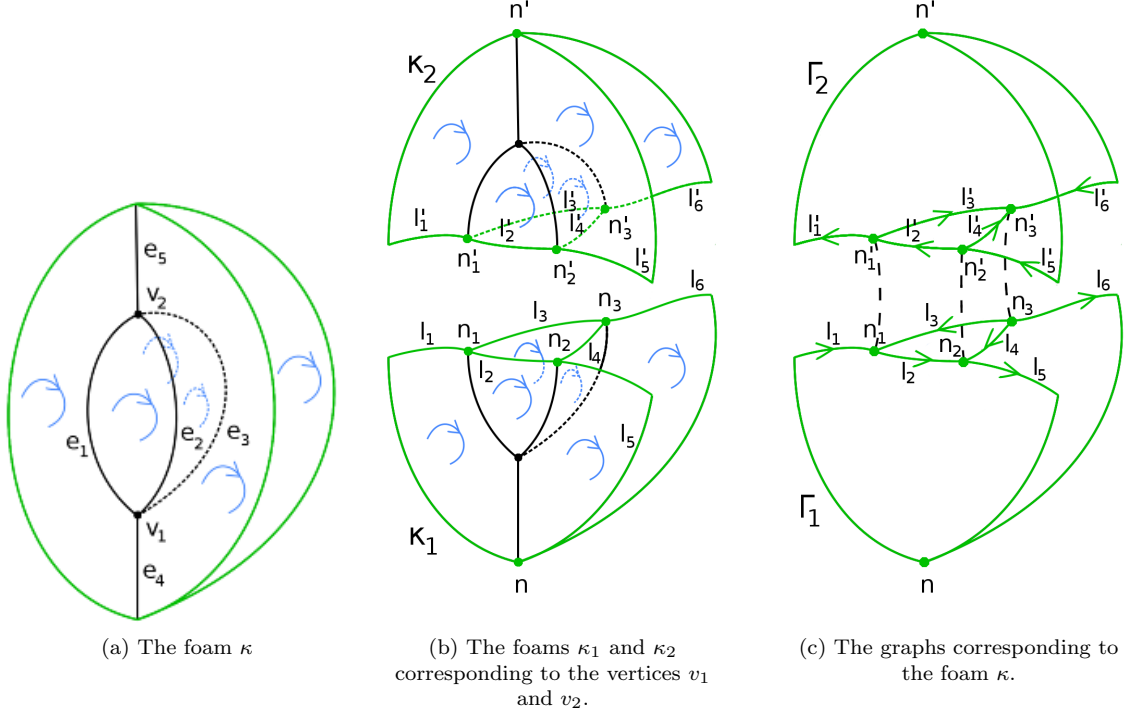 e₅
v₂
e₁
e₂
e₃
v₁
e₄
(a) The foam κ
n'
κ₂
l'₁
l'₂
l'₃
l'₄
l'₆
n'₁
n'₂
n'₃
l'₅
l₁
n₁
l₃
n₃
l₆
l₂
n₂
l₄
l₅
κ₁
n
(b) The foams κ₁ and κ₂
corresponding to the vertices v₁
and v₂.
n'
Γ₂
l'₁
l'₂
l'₃
l'₄
l'₆
n'₁
n'₂
n'₃
l'₅
l₁
n₁
l₃
n₃
l₆
l₂
n₂
l₄
l₅
Γ₁
n
(c) The graphs corresponding to
the foam κ.